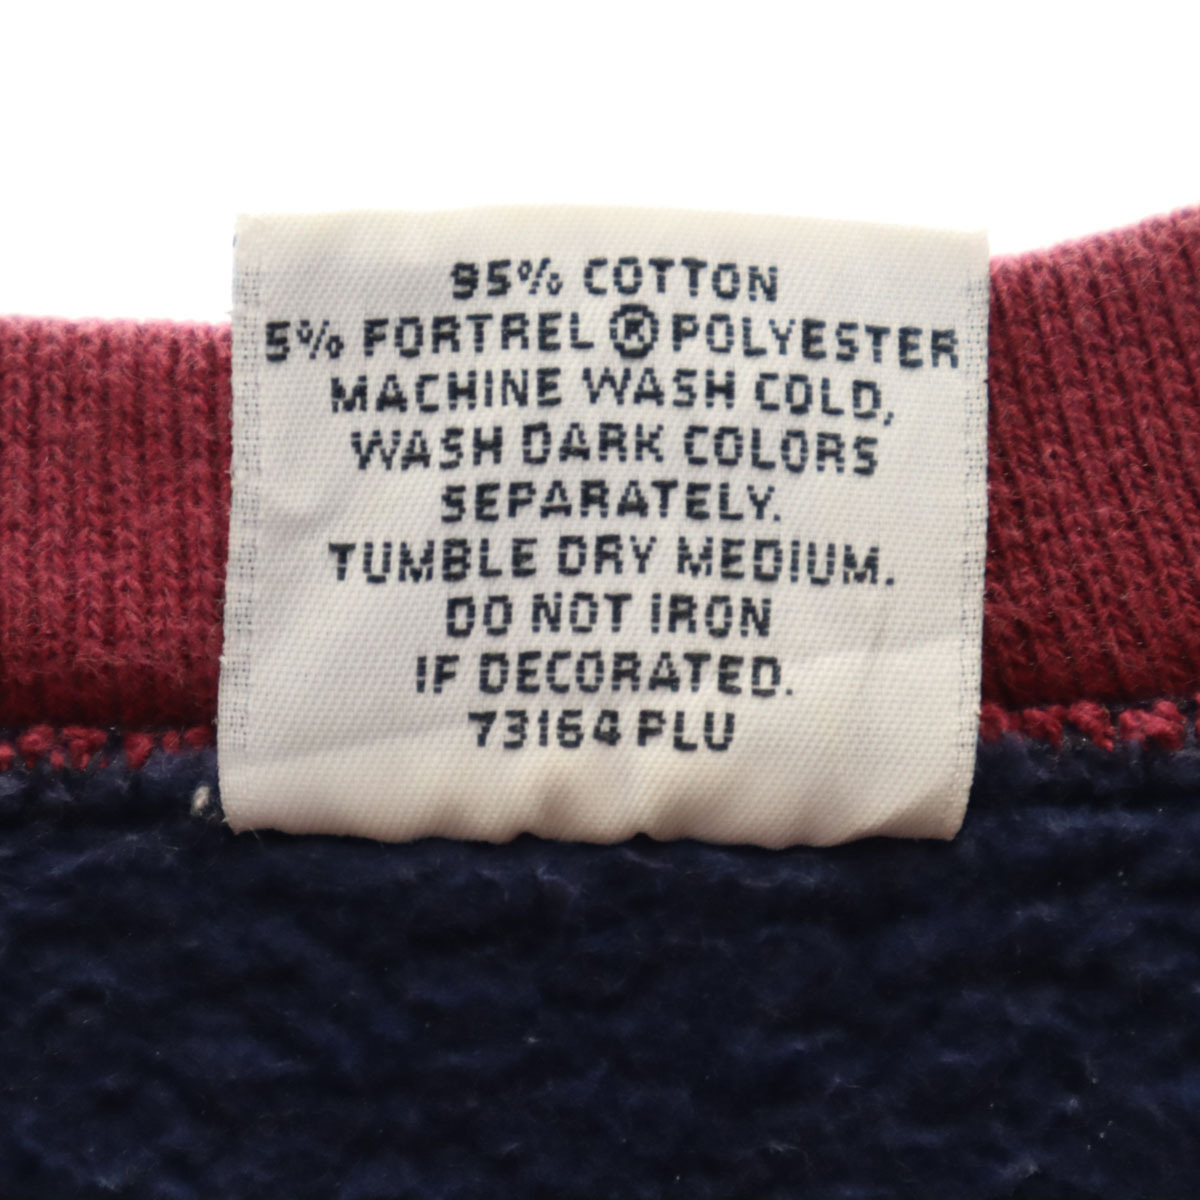 95% COTTON
5% FORTREL ® POLYESTER
MACHINE WASH COLD,
WASH DARK COLORS
SEPARATELY.
TUMBLE DRY MEDIUM.
DO NOT IRON
IF DECORATED.
73164 PLU